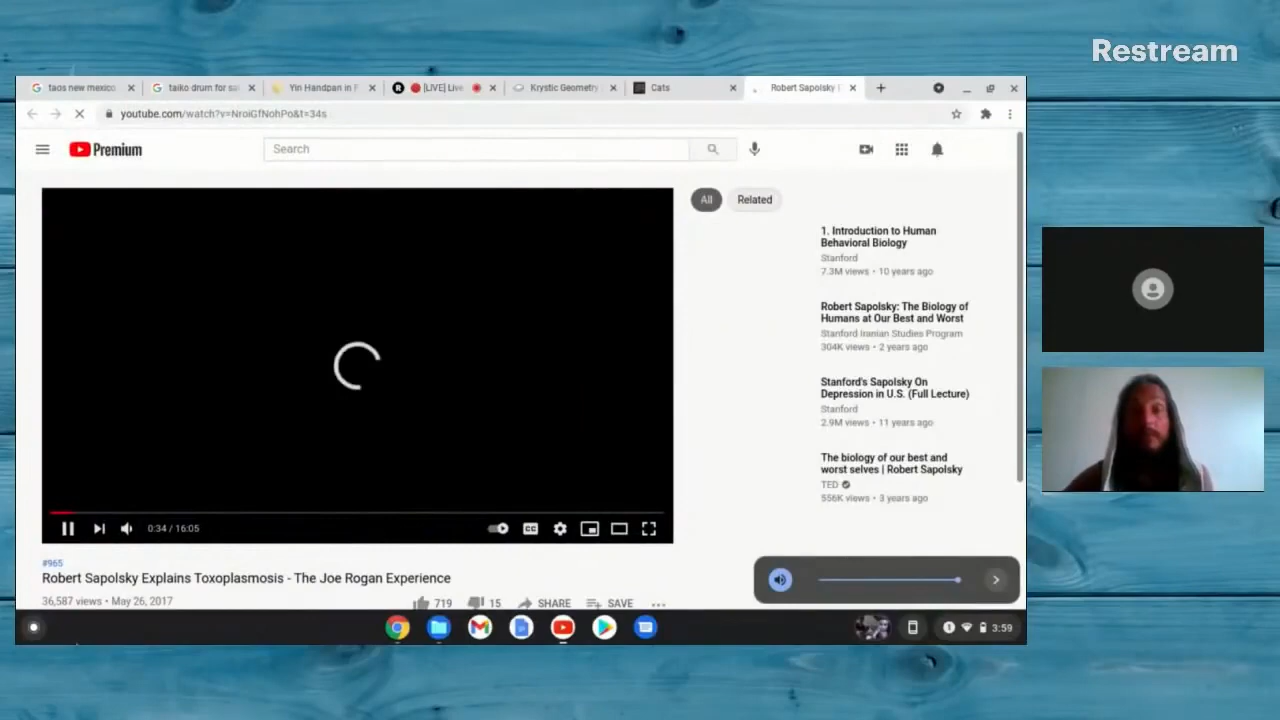 Restream
taos new mexico
taiko drum for sal
Yin Handpan in F
[LIVE] Live
Krystic Geometry
Cats
Robert Sapolsky E
youtube.com/watch?v=NroiGfNohPo&t=34s
Premium
Search
All
Related
1. Introduction to Human
Behavioral Biology
Stanford
7.3M views • 10 years ago
Robert Sapolsky: The Biology of
Humans at Our Best and Worst
Stanford Iranian Studies Program
304K views • 2 years ago
Stanford's Sapolsky On
Depression in U.S. (Full Lecture)
Stanford
2.9M views • 11 years ago
The biology of our best and
worst selves | Robert Sapolsky
TED
556K views • 3 years ago
0:34 / 16:05
CC
#965
Robert Sapolsky Explains Toxoplasmosis - The Joe Rogan Experience
36,587 views • May 26, 2017
719
15
SHARE
SAVE
1
3:59